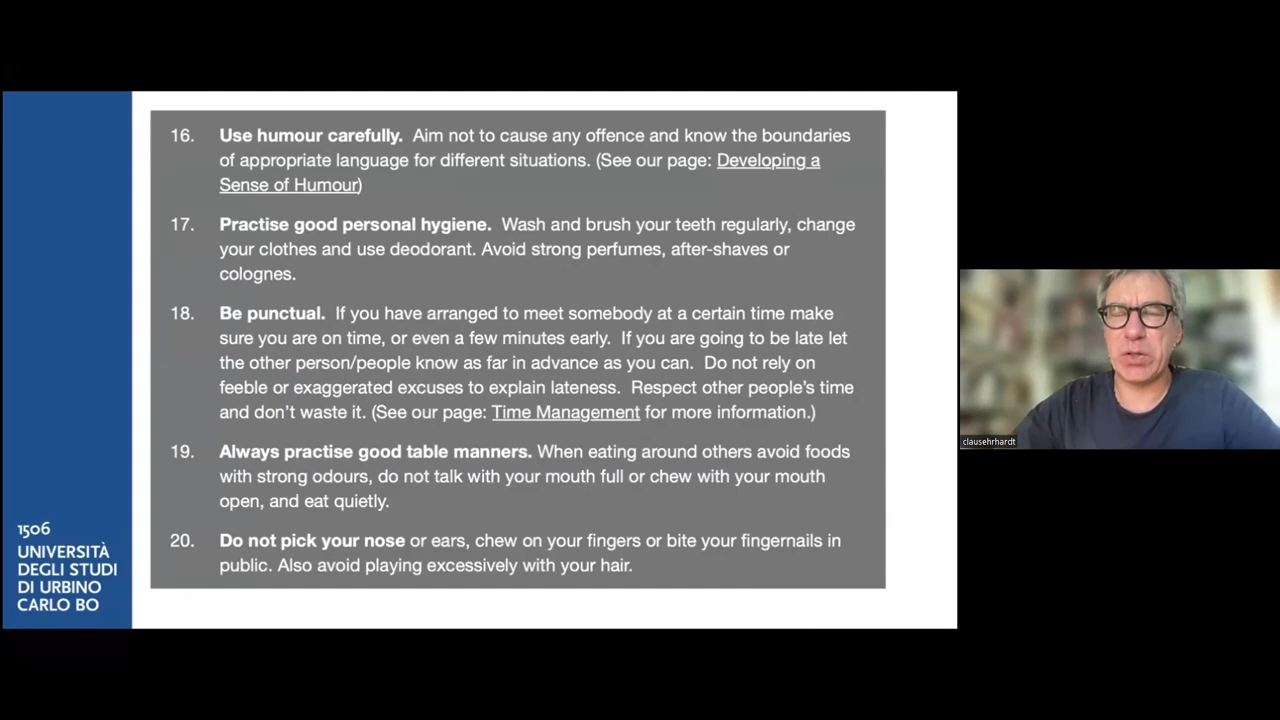 16. Use humour carefully. Aim not to cause any offence and know the boundaries
of appropriate language for different situations. (See our page: Developing a
Sense of Humour)
17. Practise good personal hygiene. Wash and brush your teeth regularly, change
your clothes and use deodorant. Avoid strong perfumes, after-shaves or
colognes.
18. Be punctual. If you have arranged to meet somebody at a certain time make
sure you are on time, or even a few minutes early. If you are going to be late let
the other person/people know as far in advance as you can. Do not rely on
feeble or exaggerated excuses to explain lateness. Respect other people's time
and don't waste it. (See our page: Time Management for more information.)
19. Always practise good table manners. When eating around others avoid foods
with strong odours, do not talk with your mouth full or chew with your mouth
open, and eat quietly.
20. Do not pick your nose or ears, chew on your fingers or bite your fingernails in
public. Also avoid playing excessively with your hair.
1506
UNIVERSITÀ
DEGLI STUDI
DI URBINO
CARLO BO
clausehrhardt